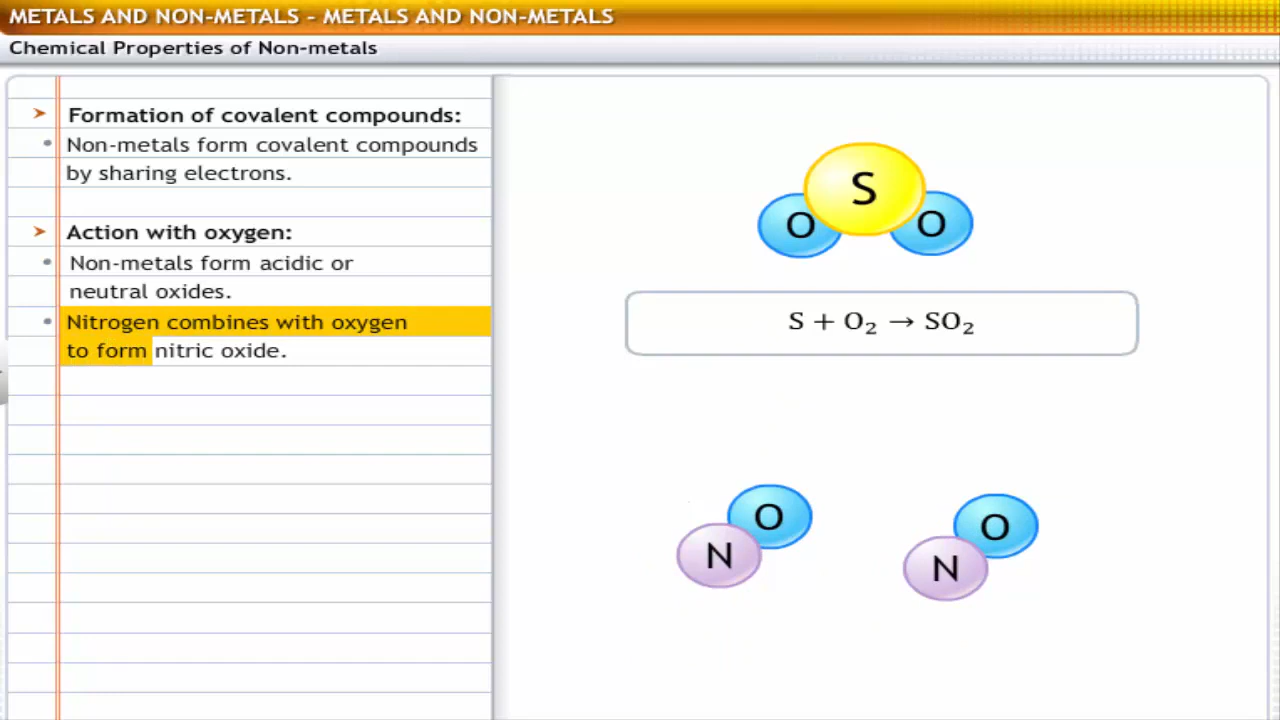 METALS AND NON-METALS - METALS AND NON-METALS
Chemical Properties of Non-metals
➤ Formation of covalent compounds:
• Non-metals form covalent compounds
by sharing electrons.
➤ Action with oxygen:
• Non-metals form acidic or
neutral oxides.
• Nitrogen combines with oxygen
to form nitric oxide.
S
O O
S + O₂ → SO₂
O O
N N